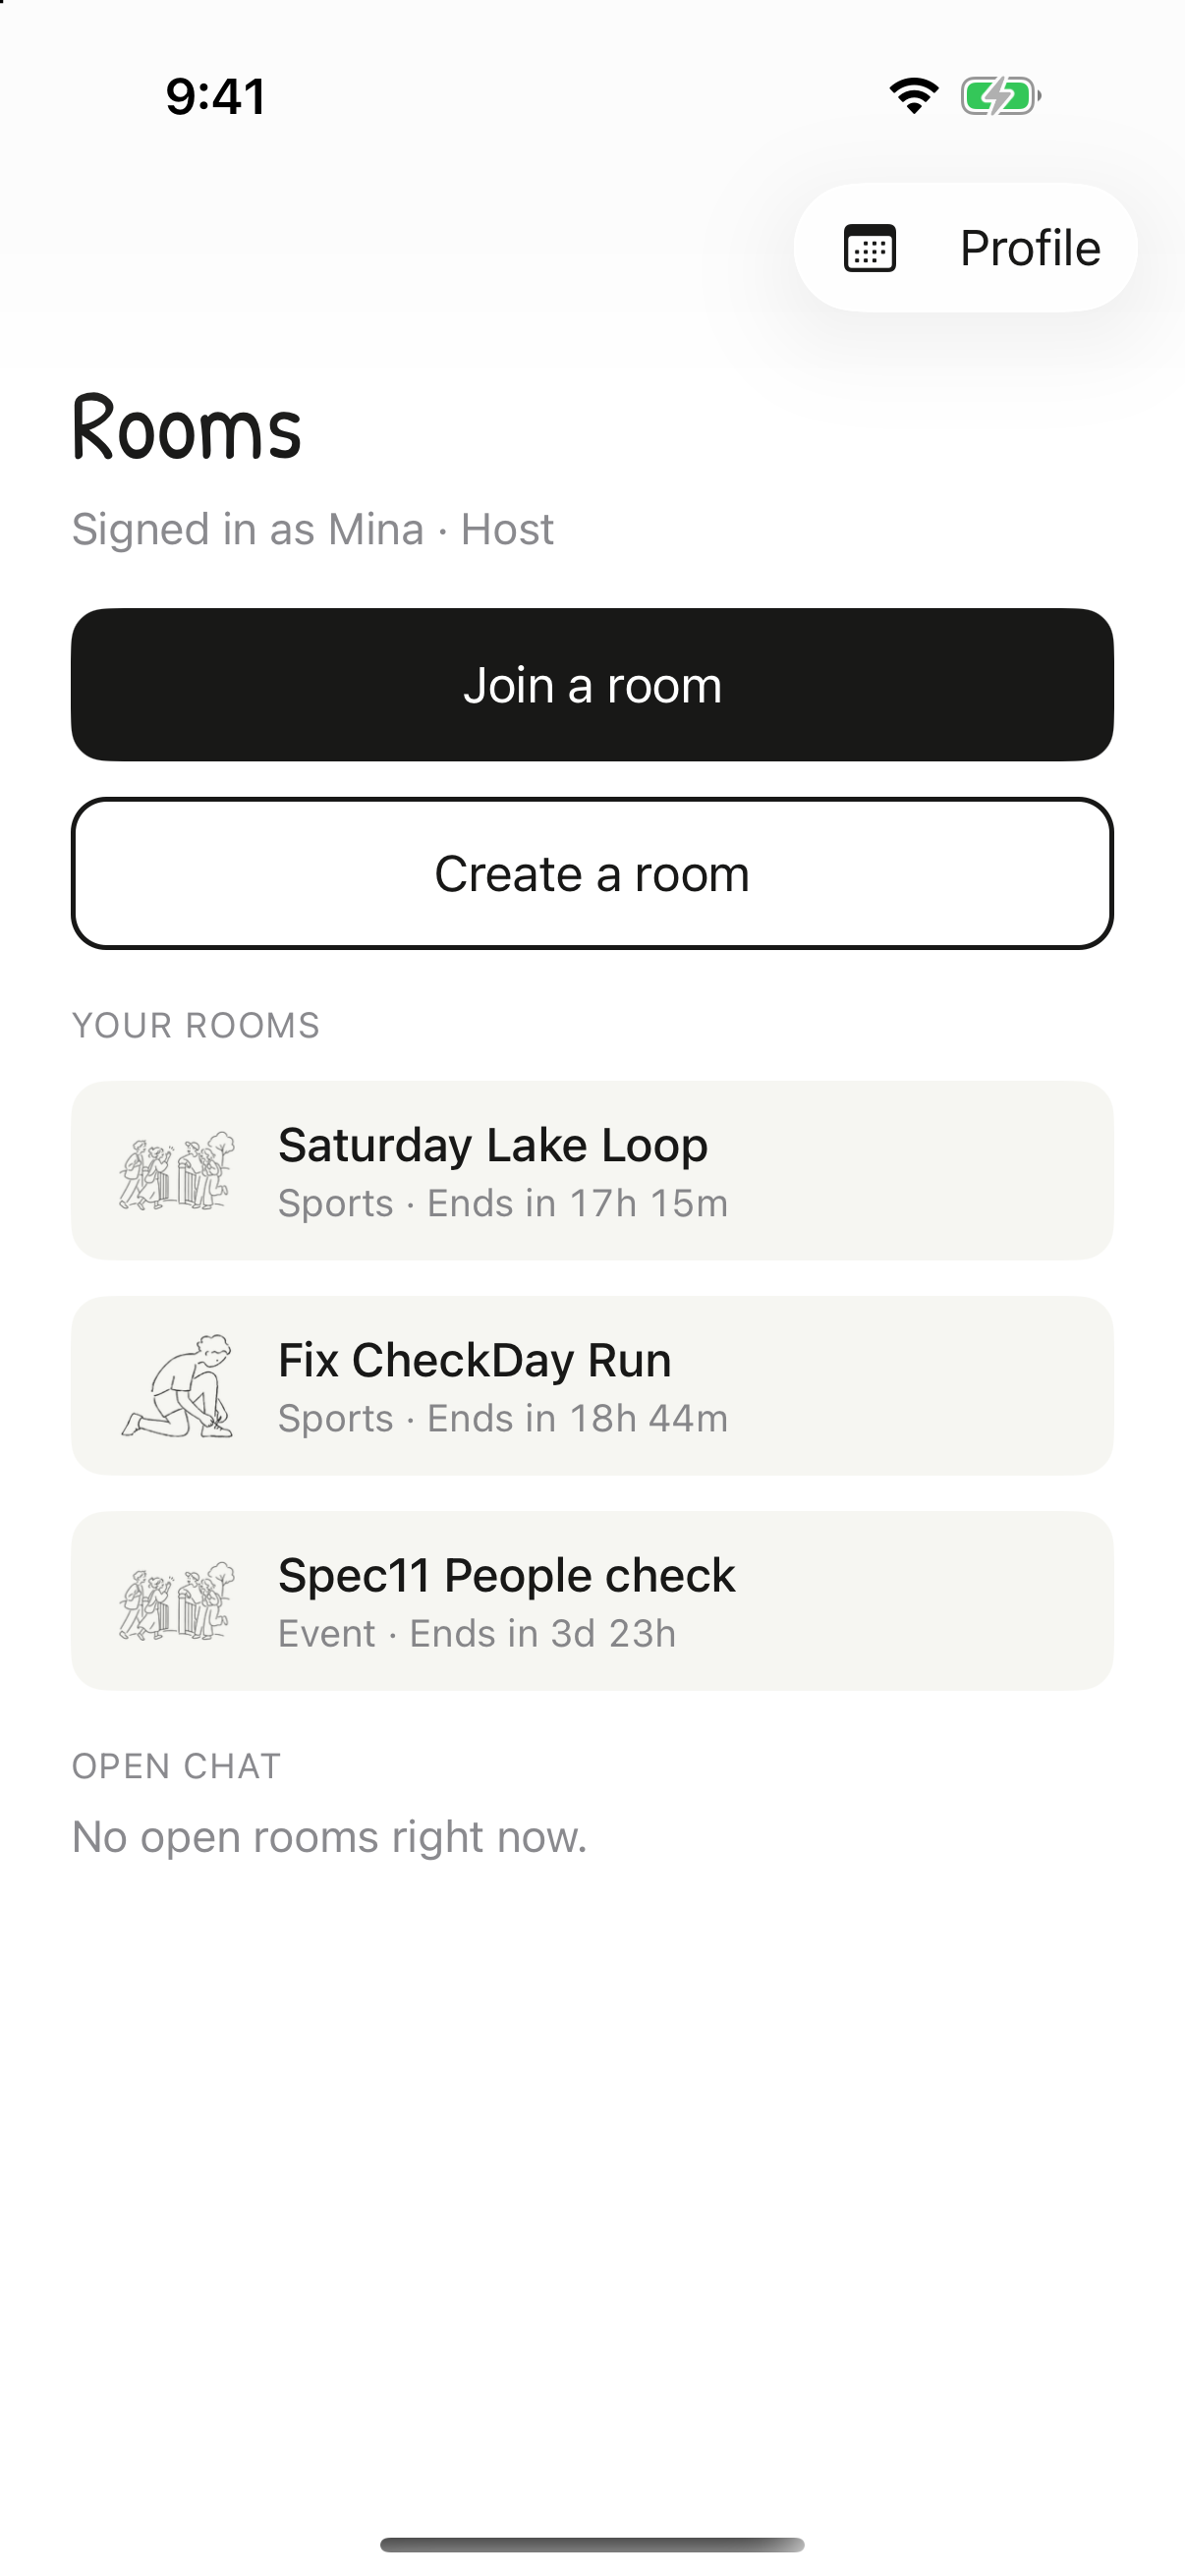 9:41
Profile
Rooms
Signed in as Mina · Host
Join a room
Create a room
YOUR ROOMS
Saturday Lake Loop
Sports · Ends in 17h 15m
Fix CheckDay Run
Sports · Ends in 18h 44m
Spec11 People check
Event · Ends in 3d 23h
OPEN CHAT
No open rooms right now.